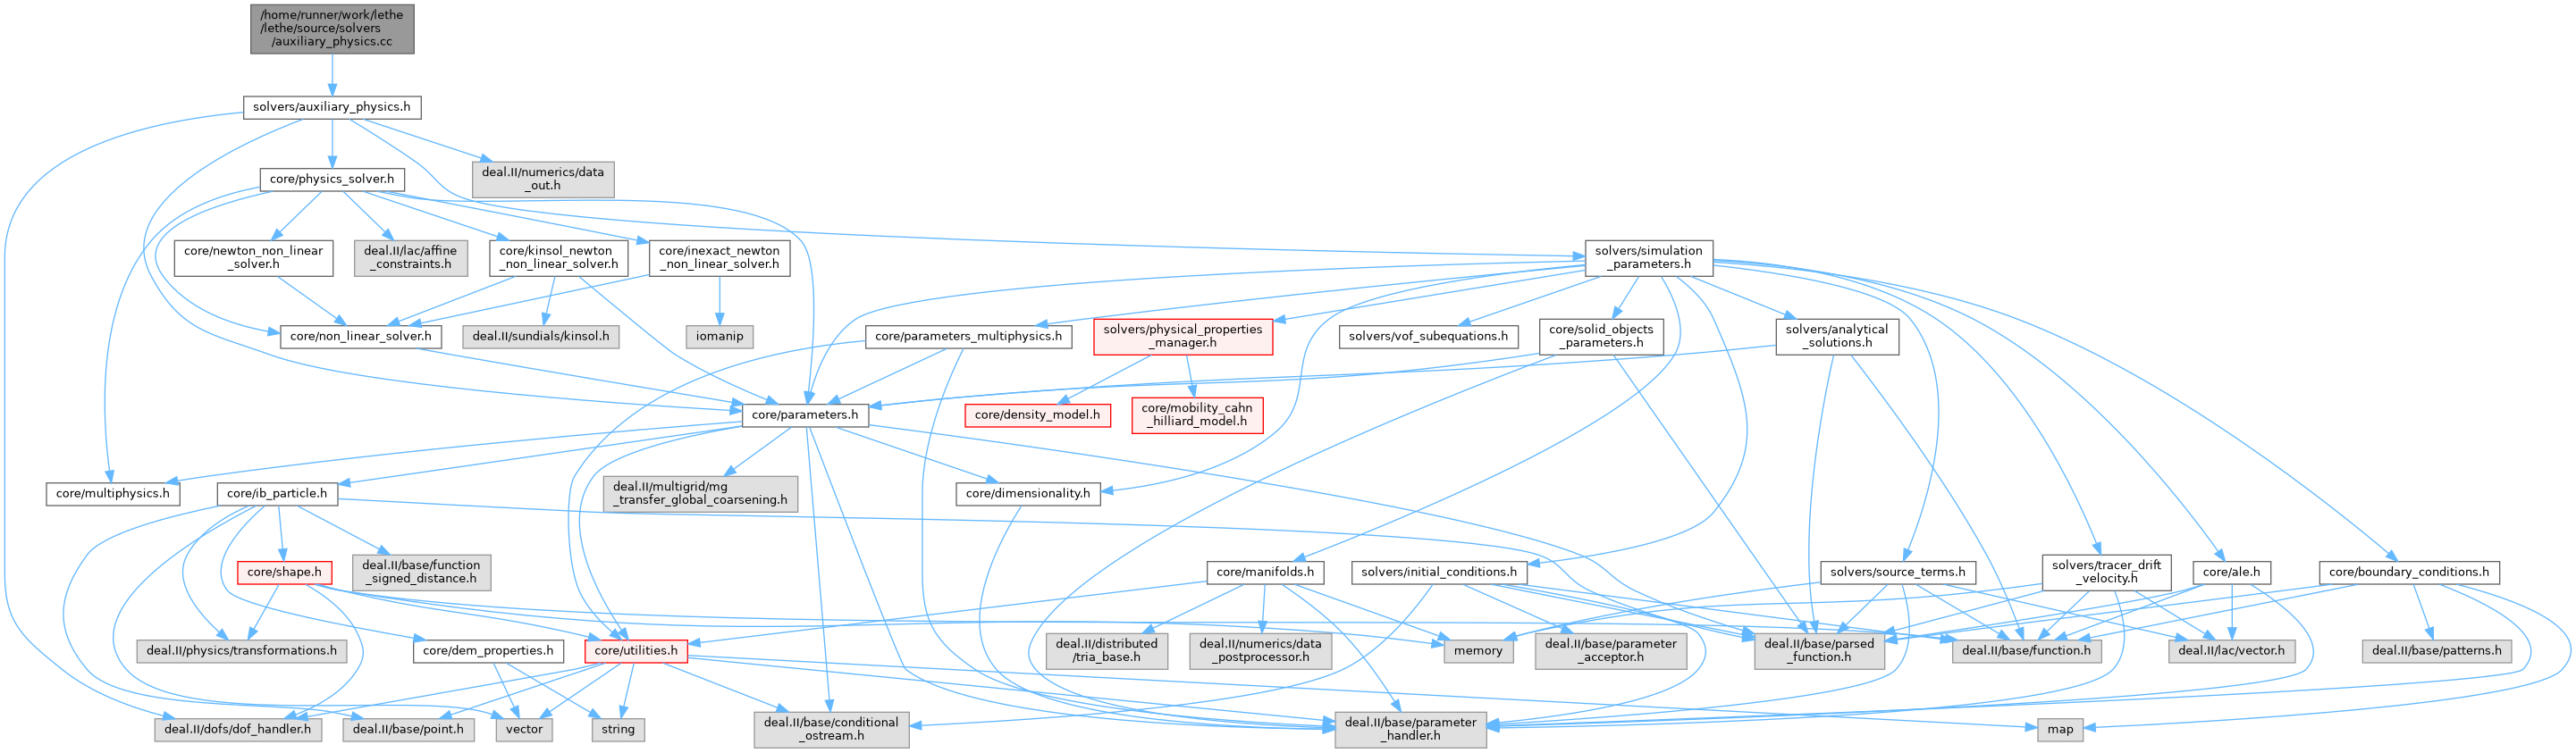 /home/runner/work/lethe
/lethe/source/solvers
/auxiliary_physics.cc
solvers/auxiliary_physics.h
core/physics_solver.h
deal.II/numerics/data
_out.h
core/newton_non_linear
_solver.h
deal.II/lac/affine
_constraints.h
core/kinsol_newton
_non_linear_solver.h
core/inexact_newton
_non_linear_solver.h
solvers/simulation
_parameters.h
core/non_linear_solver.h
deal.II/sundials/kinsol.h
iomanip
core/parameters_multiphysics.h
solvers/physical_properties
_manager.h
solvers/vof_subequations.h
core/solid_objects
_parameters.h
solvers/analytical
_solutions.h
core/parameters.h
core/density_model.h
core/mobility_cahn
_hilliard_model.h
core/multiphysics.h
core/ib_particle.h
deal.II/multigrid/mg
_transfer_global_coarsening.h
core/dimensionality.h
core/shape.h
deal.II/base/function
_signed_distance.h
core/manifolds.h
solvers/initial_conditions.h
solvers/source_terms.h
solvers/tracer_drift
_velocity.h
core/ale.h
core/boundary_conditions.h
deal.II/physics/transformations.h
core/dem_properties.h
core/utilities.h
deal.II/distributed
/tria_base.h
deal.II/numerics/data
_postprocessor.h
memory
deal.II/base/parameter
_acceptor.h
deal.II/base/parsed
_function.h
deal.II/base/function.h
deal.II/lac/vector.h
deal.II/base/patterns.h
deal.II/dofs/dof_handler.h
deal.II/base/point.h
vector
string
deal.II/base/conditional
_ostream.h
deal.II/base/parameter
_handler.h
map